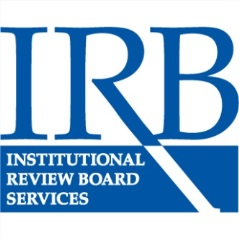 IRB
INSTITUTIONAL
REVIEW BOARD
SERVICES